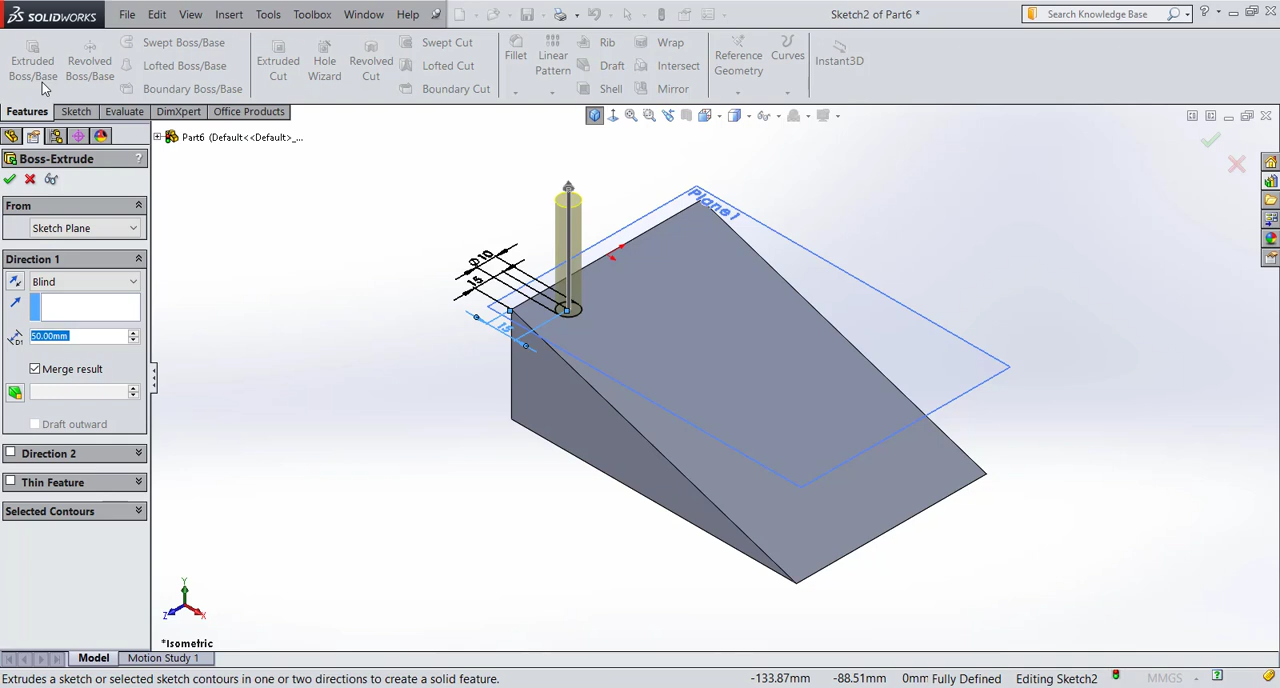 SOLIDWORKS File Edit View Insert Tools Toolbox Window Help Sketch2 of Part6 * Search Knowledge Base ?
Extruded Boss/Base
Revolved Boss/Base
Swept Boss/Base
Lofted Boss/Base
Boundary Boss/Base
Extruded Cut
Hole Wizard
Revolved Cut
Swept Cut
Lofted Cut
Boundary Cut
Fillet
Linear Pattern
Rib
Draft
Shell
Wrap
Intersect
Mirror
Reference Geometry
Curves
Instant3D
Features Sketch Evaluate DimXpert Office Products
Part6 (Default<<Default>_...
Boss-Extrude ?
From
Sketch Plane
Direction 1
Blind
D1 50.00mm
Merge result
Draft outward
Direction 2
Thin Feature
Selected Contours
Plane1
Φ10
15
15
Y
Z X
*Isometric
Model Motion Study 1
Extrudes a sketch or selected sketch contours in one or two directions to create a solid feature. -133.87mm -88.51mm 0mm Fully Defined Editing Sketch2 MMGS - ?